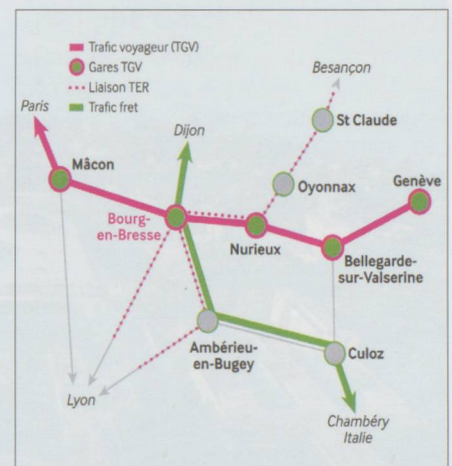 Trafic voyageur (TGV)
Gares TGV
Liaison TER
Trafic fret
Besançon
Paris
St Claude
Dijon
Mâcon
Oyonnax
Genève
Bourg-
en-Bresse
Nurieux
Bellegarde-
sur-Valserine
Ambérieu-
en-Bugey
Culoz
Lyon
Chambéry
Italie